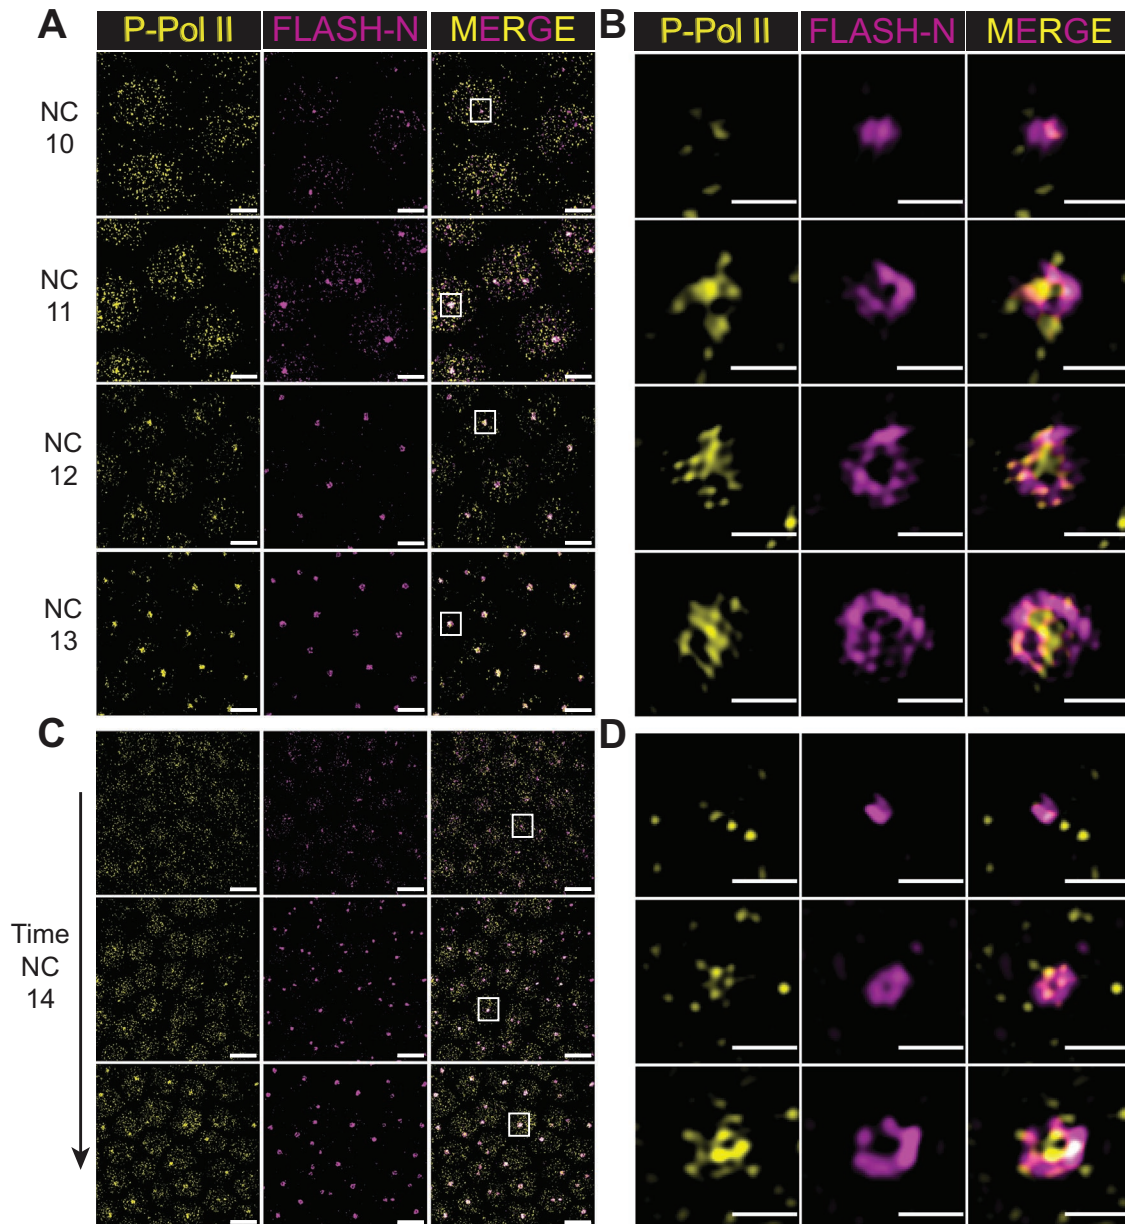 A P-Pol II FLASH-N MERGE B P-Pol II FLASH-N MERGE
NC
10
NC
11
NC
12
NC
13
C D
Time
NC
14